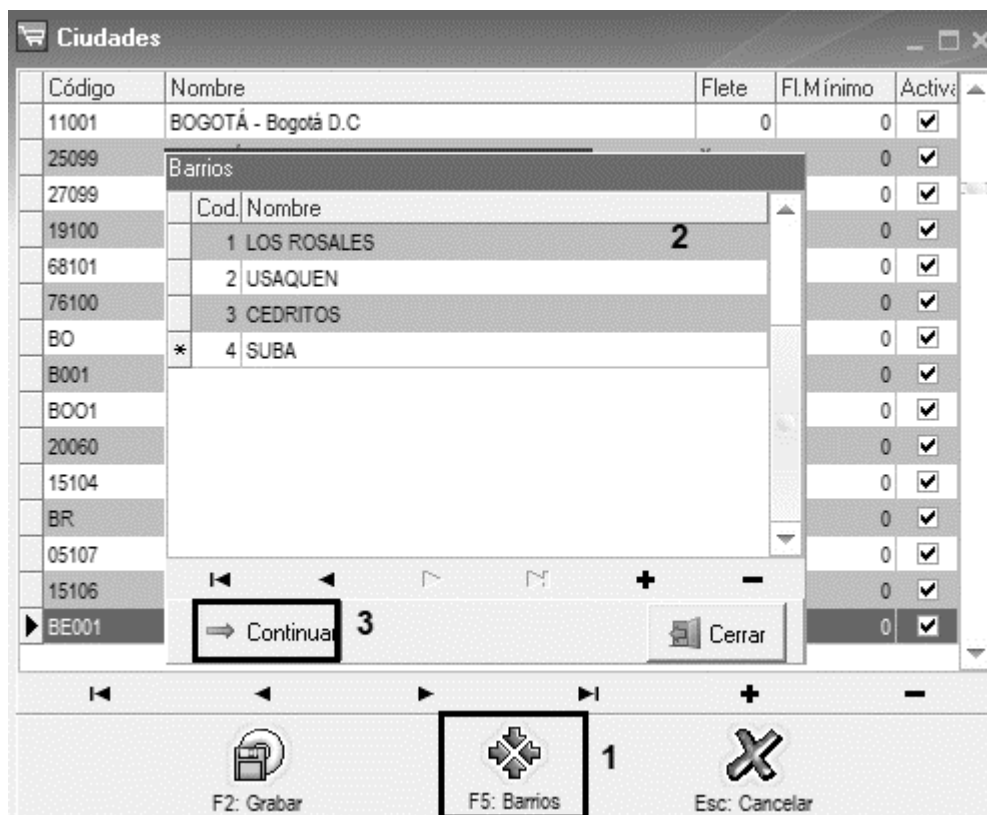 Ciudades
Código Nombre Flete Fl.Mínimo Activa
11001 BOGOTÁ - Bogotá D.C 0 0
25099 0
Barrios
27099 0
Cod. Nombre
19100 0
1 LOS ROSALES 2
68101 0
2 USAQUEN
76100 0
3 CEDRITOS
BO 0
* 4 SUBA
B001 0
BOO1 0
20060 0
15104 0
BR 0
05107 0
15106 0
BE001 0
Continuar 3 Cerrar
1
F2: Grabar F5: Barrios Esc: Cancelar